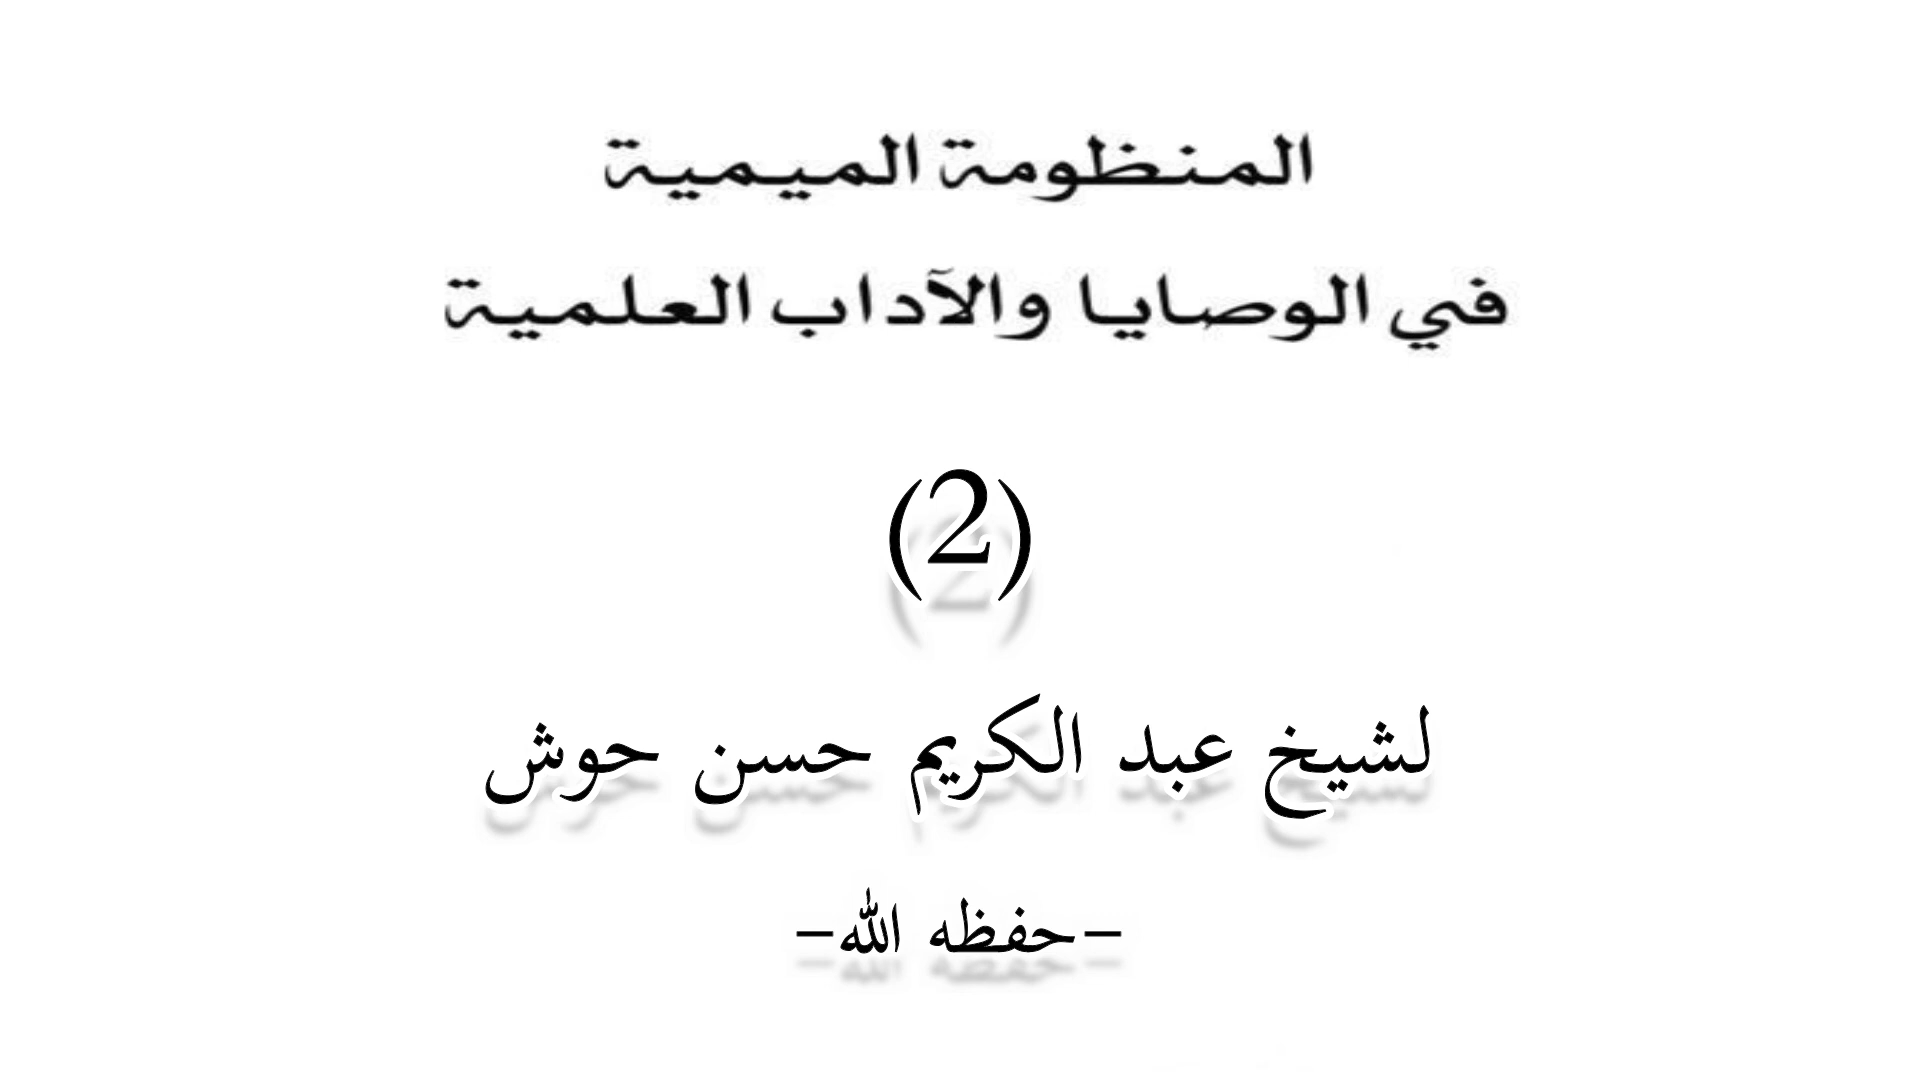 المنظومة الميمية
في الوصايا والآداب العلمية
(2)
لشيخ عبد الكريم حسن حوش
-حفظه الله-